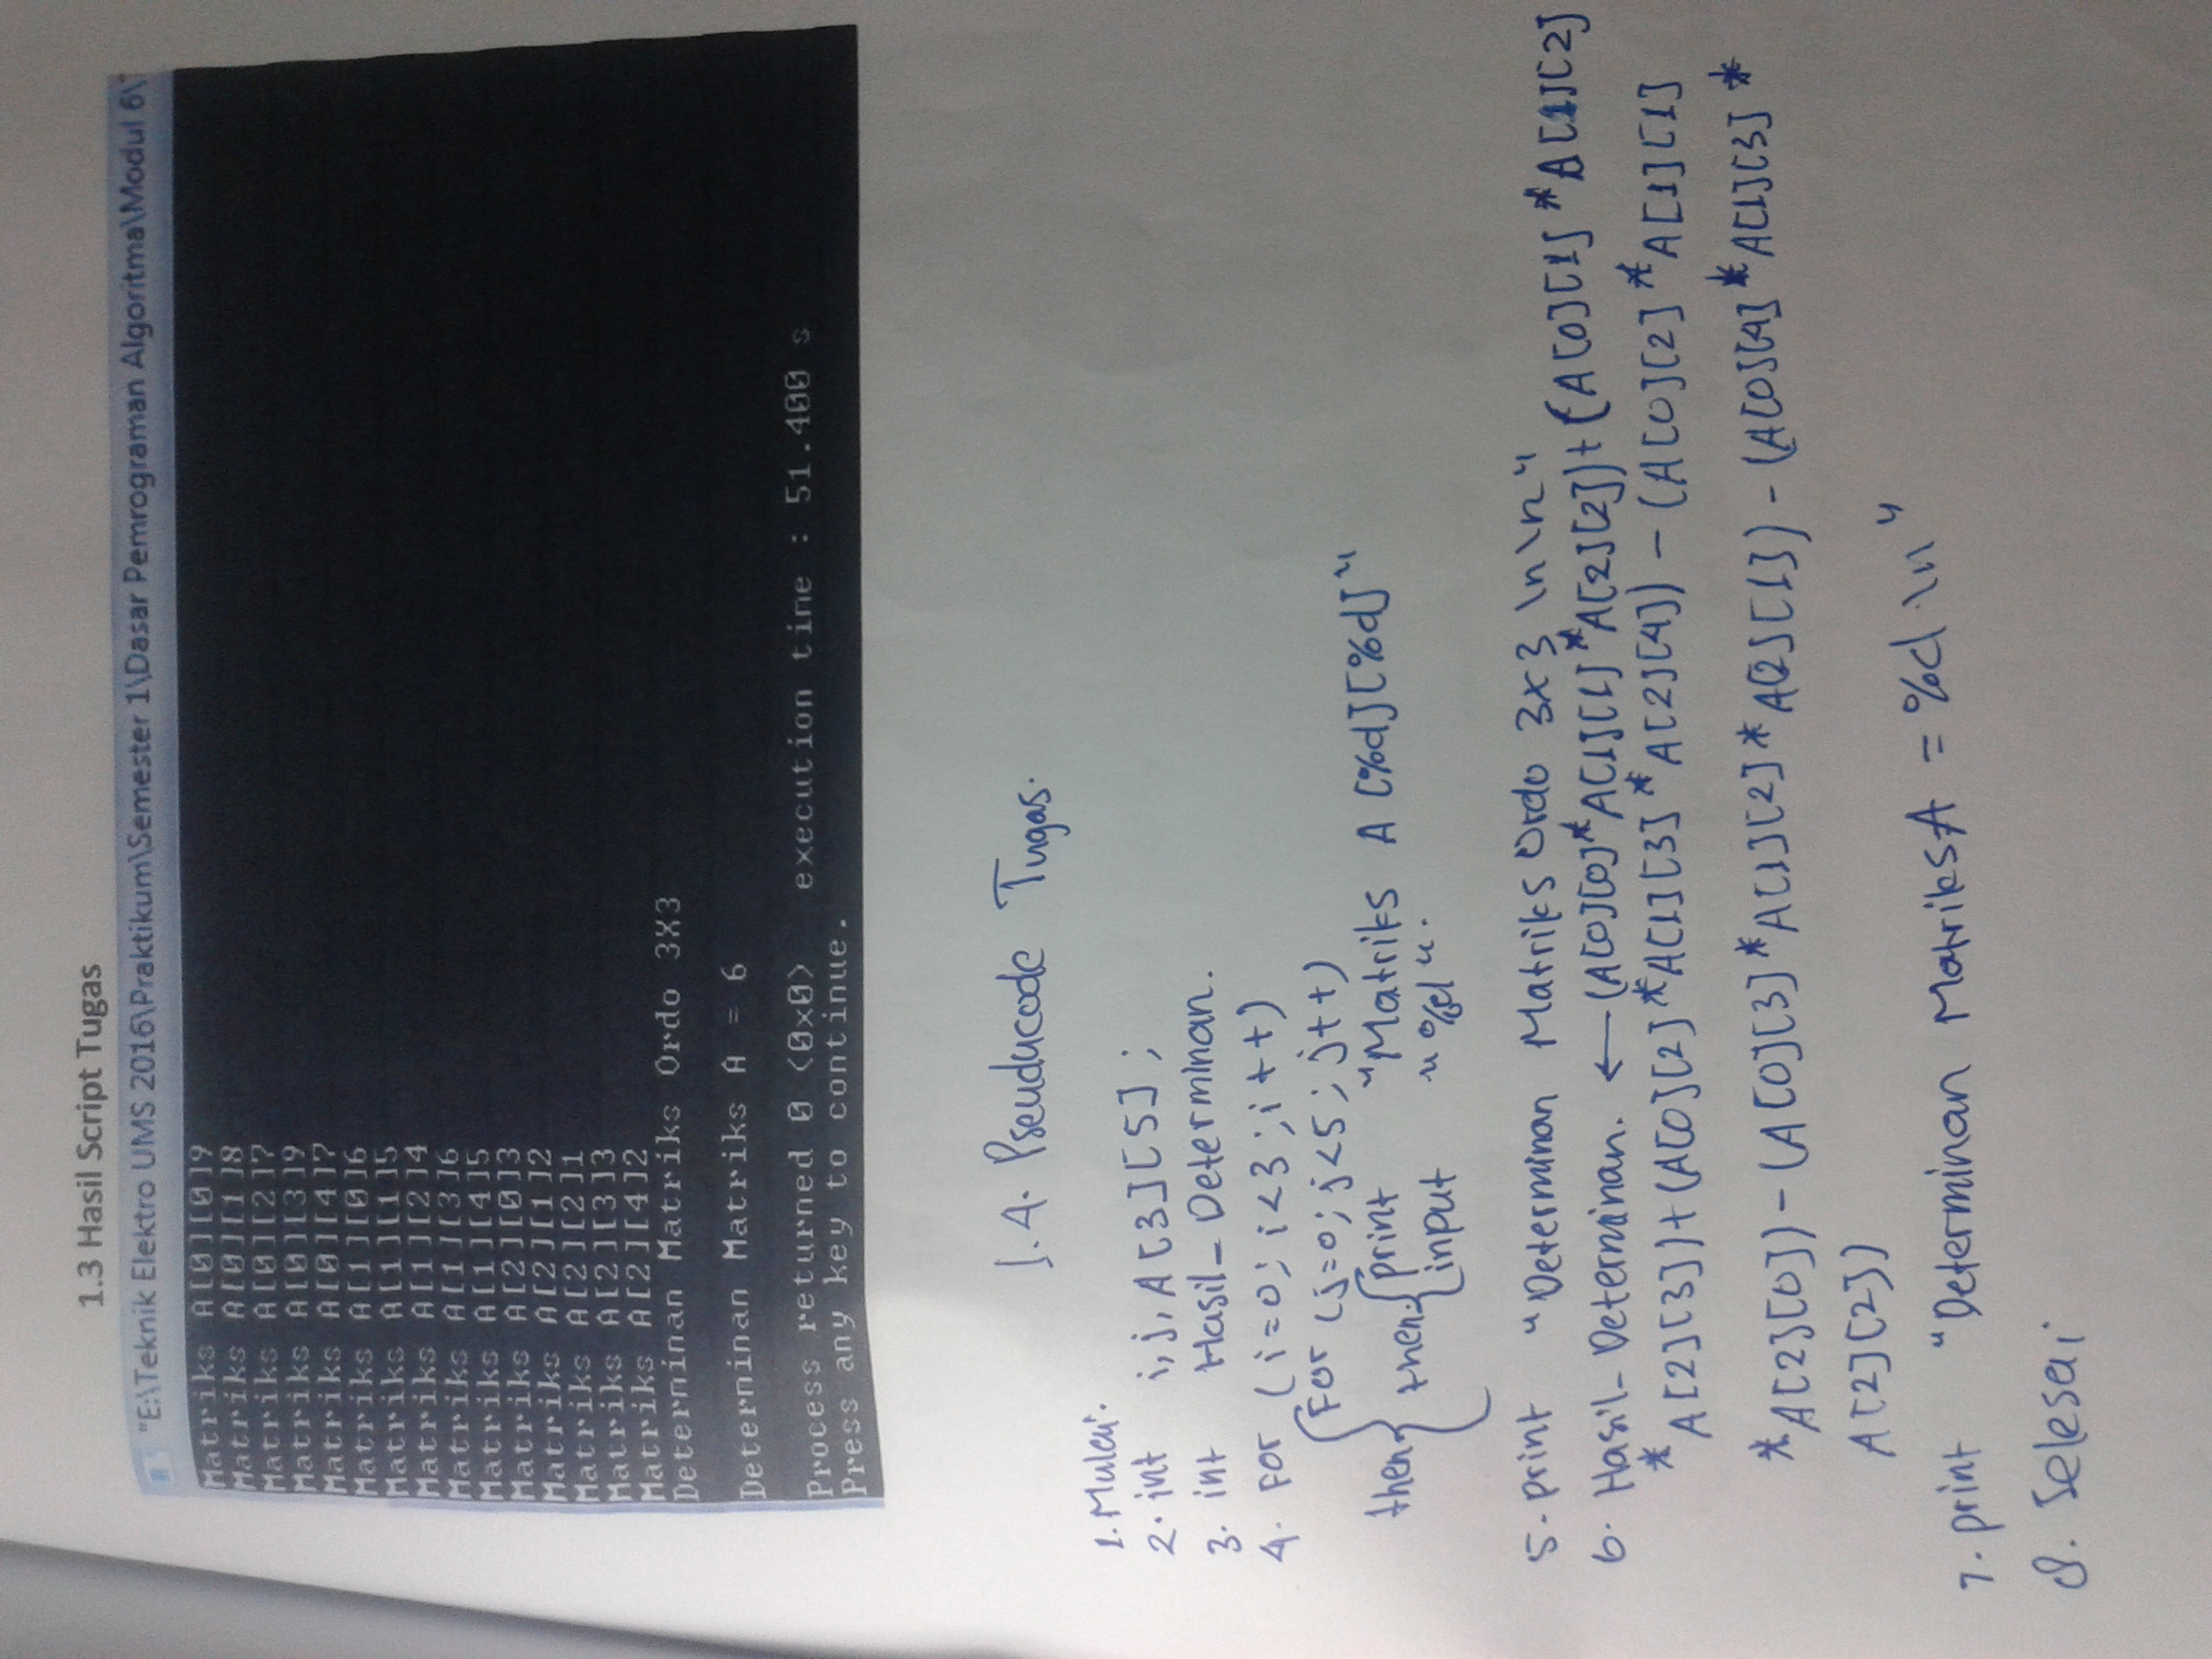 1.3 Hasil Script Tugas
"E:\Teknik Elektro UMS 2016\Praktikum\Semester 1\Dasar Pemrograman Algoritma\Modul 6\
Matriks A[0][0]9
Matriks A[0][1]8
Matriks A[0][2]7
Matriks A[0][3]9
Matriks A[0][4]7
Matriks A[1][0]6
Matriks A[1][1]5
Matriks A[1][2]4
Matriks A[1][3]6
Matriks A[1][4]5
Matriks A[2][0]3
Matriks A[2][1]2
Matriks A[2][2]1
Matriks A[2][3]3
Matriks A[2][4]2
Determinan Matriks Ordo 3X3
Determinan Matriks A = 6
Process returned 0 (0x0) execution time : 51.400 s
Press any key to continue.
1.4. Pseuducode Tugas.
1. Mulai.
2. int i, j, A[3][5];
3. int Hasil_Determinan.
4. For (i=0; i<3; i++)
For (j=0; j<5; j++)
then then print "Matriks A [%d][%d]"
input "%d".
5. print "Determinan Matriks Ordo 3x3 \n\n"
6. Hasil_Determinan. ← (A[0][0]*A[1][1]*A[2][2])+(A[0][1]*A[1][2]
*A[2][3])+(A[0][2]*A[1][3]*A[2][4]) - (A[0][2]*A[1][1]
*A[2][0]) - (A[0][3]*A[1][2]*A[2][1]) - (A[0][4]*A[1][3]*
A[2][2])
7. print "Determinan Matriks A = %d \n"
8. Selesai